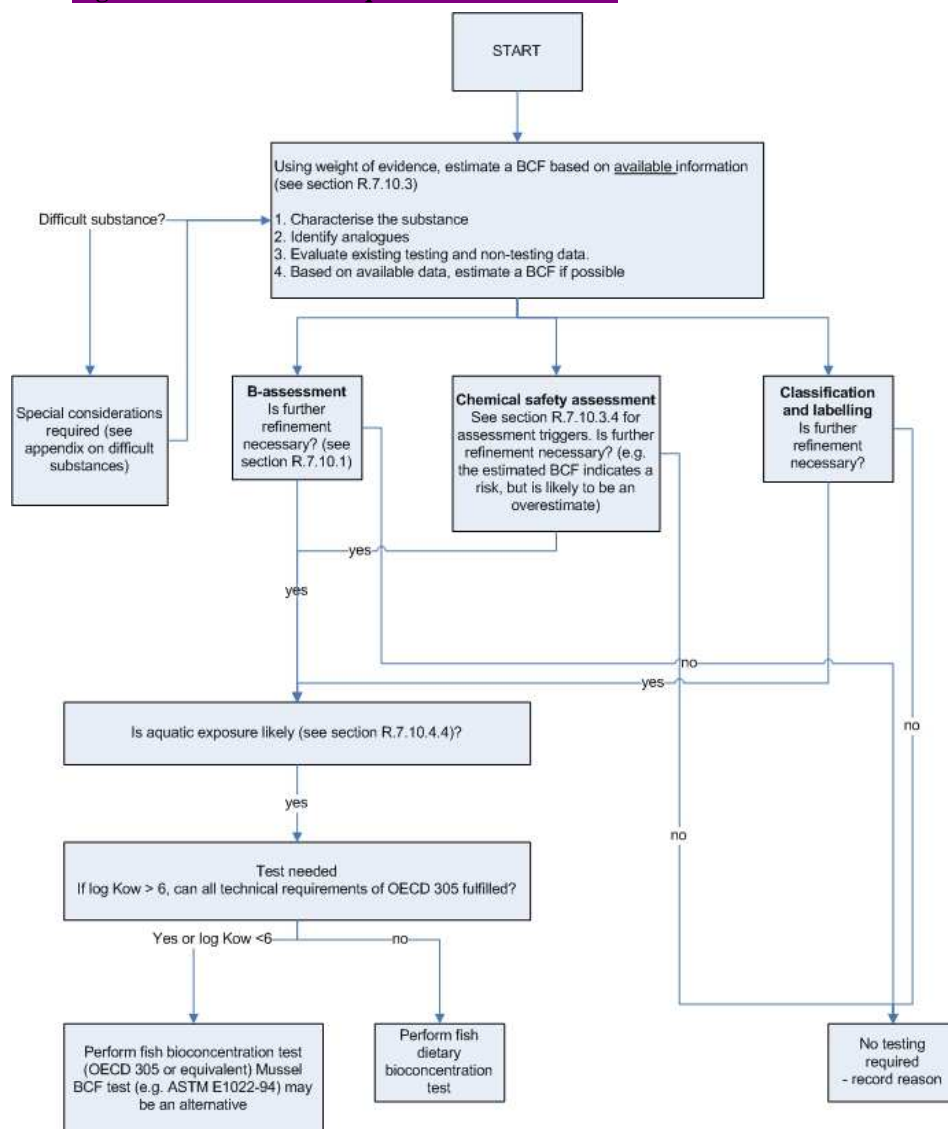 START
Using weight of evidence, estimate a BCF based on available information
(see section R.7.10.3)
1. Characterise the substance
2. Identify analogues
3. Evaluate existing testing and non-testing data.
4. Based on available data, estimate a BCF if possible
Difficult substance?
Special considerations
required (see
appendix on difficult
substances)
B-assessment
Is further
refinement
necessary? (see
section R.7.10.1)
Chemical safety assessment
See section R.7.10.3.4 for
assessment triggers. Is further
refinement necessary? (e.g.
the estimated BCF indicates a
risk, but is likely to be an
overestimate)
Classification
and labelling
Is further
refinement
necessary?
yes
yes
no
yes
no
no
Is aquatic exposure likely (see section R.7.10.4.4)?
yes
Test needed
If log Kow > 6, can all technical requirements of OECD 305 fulfilled?
Yes or log Kow <6
no
Perform fish bioconcentration test
(OECD 305 or equivalent) Mussel
BCF test (e.g. ASTM E1022-94) may
be an alternative
Perform fish
dietary
bioconcentration
test
No testing
required
- record reason